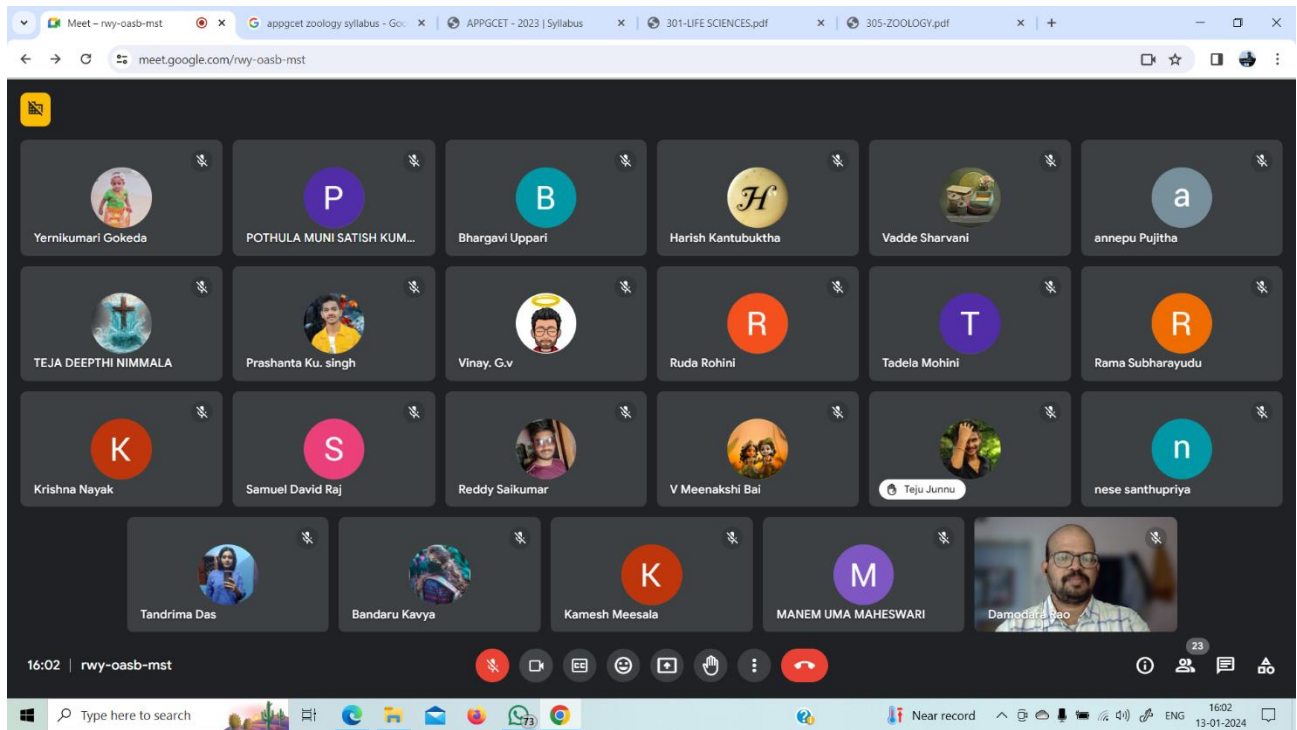 Meet – rwy-oasb-mst
appgcet zoology syllabus - Goo
APPGCET - 2023 | Syllabus
301-LIFE SCIENCES.pdf
305-ZOOLOGY.pdf
meet.google.com/rwy-oasb-mst
P
B
H
a
Yernikumari Gokeda
POTHULA MUNI SATISH KUM...
Bhargavi Uppari
Harish Kantubuktha
Vadde Sharvani
annepu Pujitha
R
T
R
TEJA DEEPTHI NIMMALA
Prashanta Ku. singh
Vinay. G.v
Ruda Rohini
Tadela Mohini
Rama Subharayudu
K
S
n
Krishna Nayak
Samuel David Raj
Reddy Saikumar
V Meenakshi Bai
Teju Junnu
nese santhupriya
K
M
Tandrima Das
Bandaru Kavya
Kamesh Meesala
MANEM UMA MAHESWARI
Damodara Rao
16:02 | rwy-oasb-mst
23
Type here to search
73
Near record
ENG
16:02
13-01-2024